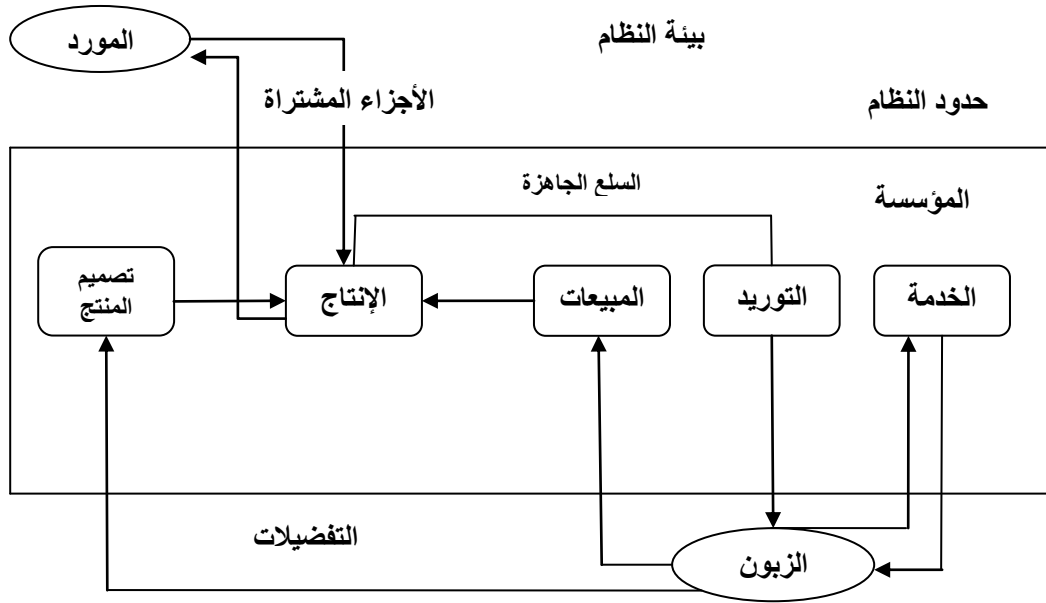 بيئة النظام
المورد
حدود النظام
الأجزاء المشتراة
السلع الجاهزة
المؤسسة
الخدمة
التوريد
المبيعات
الإنتاج
تصميم
المنتج
التفضيلات
الزبون